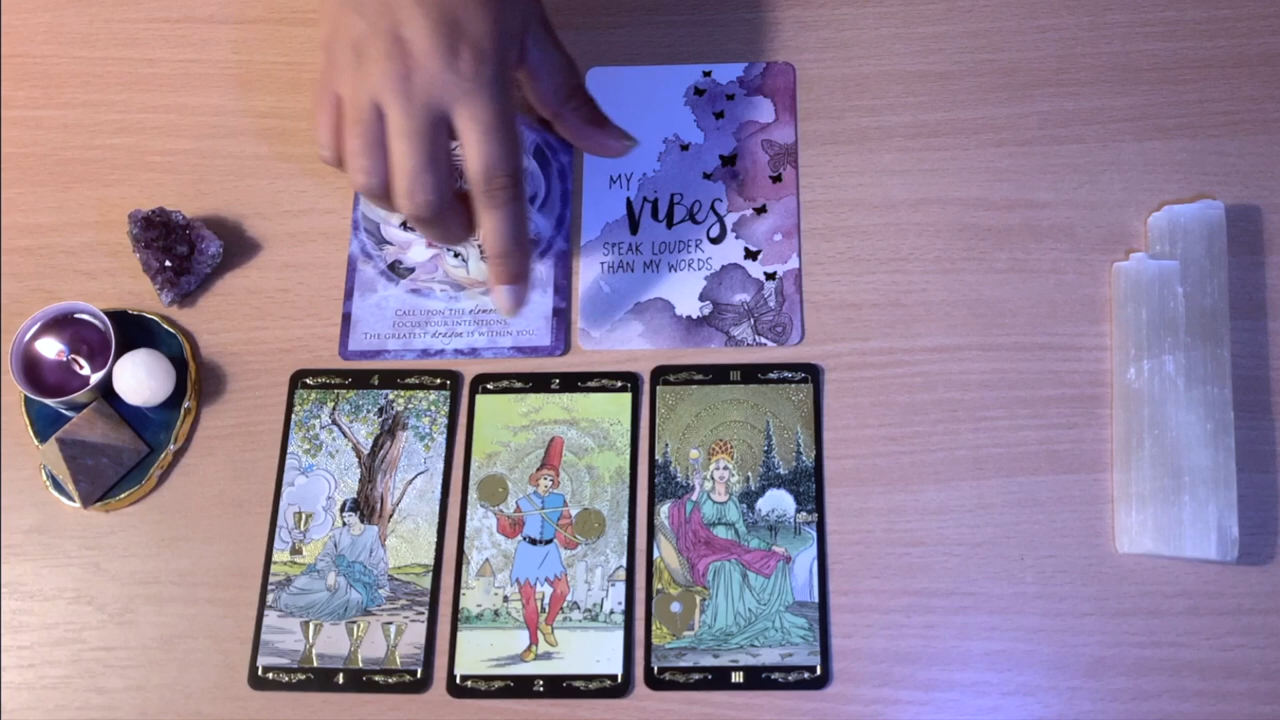 MY
VIBES
SPEAK LOUDER
THAN MY WORDS.
CALL UPON THE
FOCUS YOUR INTENTIONS.
THE GREATEST dragon IS WITHIN YOU.
4
2
III
4
2
III